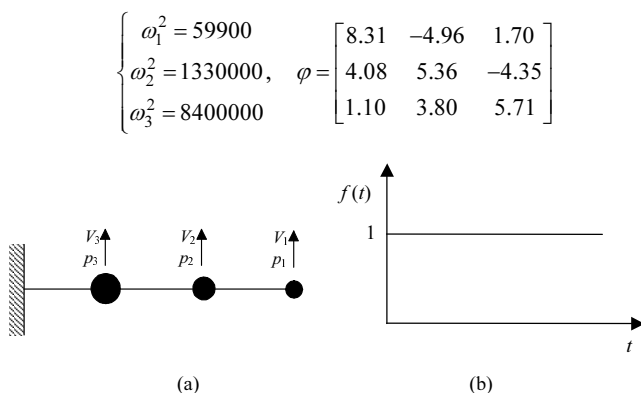 ω₁² = 59900
ω₂² = 1330000,
ω₃² = 8400000
φ =
8.31 −4.96 1.70
4.08 5.36 −4.35
1.10 3.80 5.71
V₃ V₂ V₁
p₃ p₂ p₁
f(t)
1
t
(a) (b)